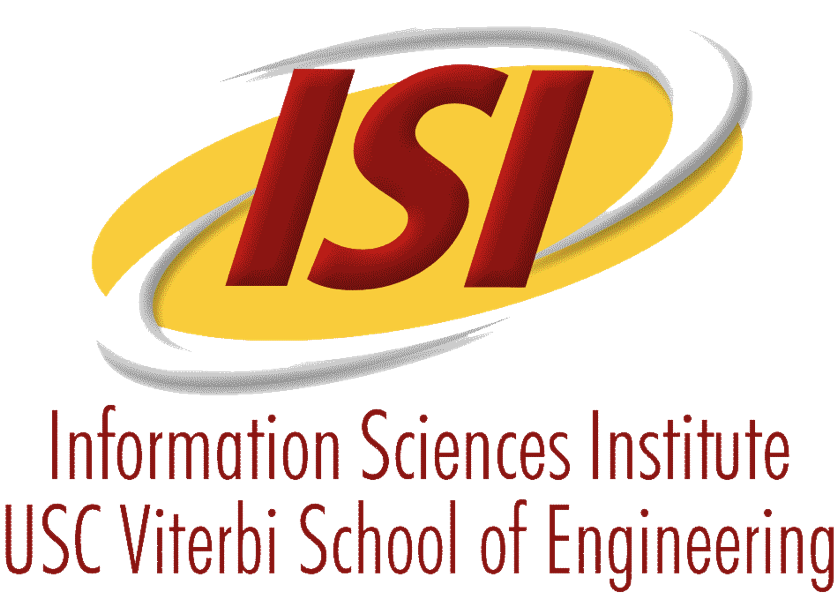 ISI
Information Sciences Institute
USC Viterbi School of Engineering